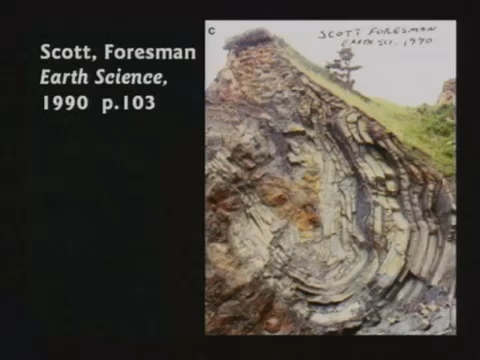 Scott, Foresman
Earth Science,
1990 p.103
C
SCOTT FORESMAN
EARTH SCI. 1990